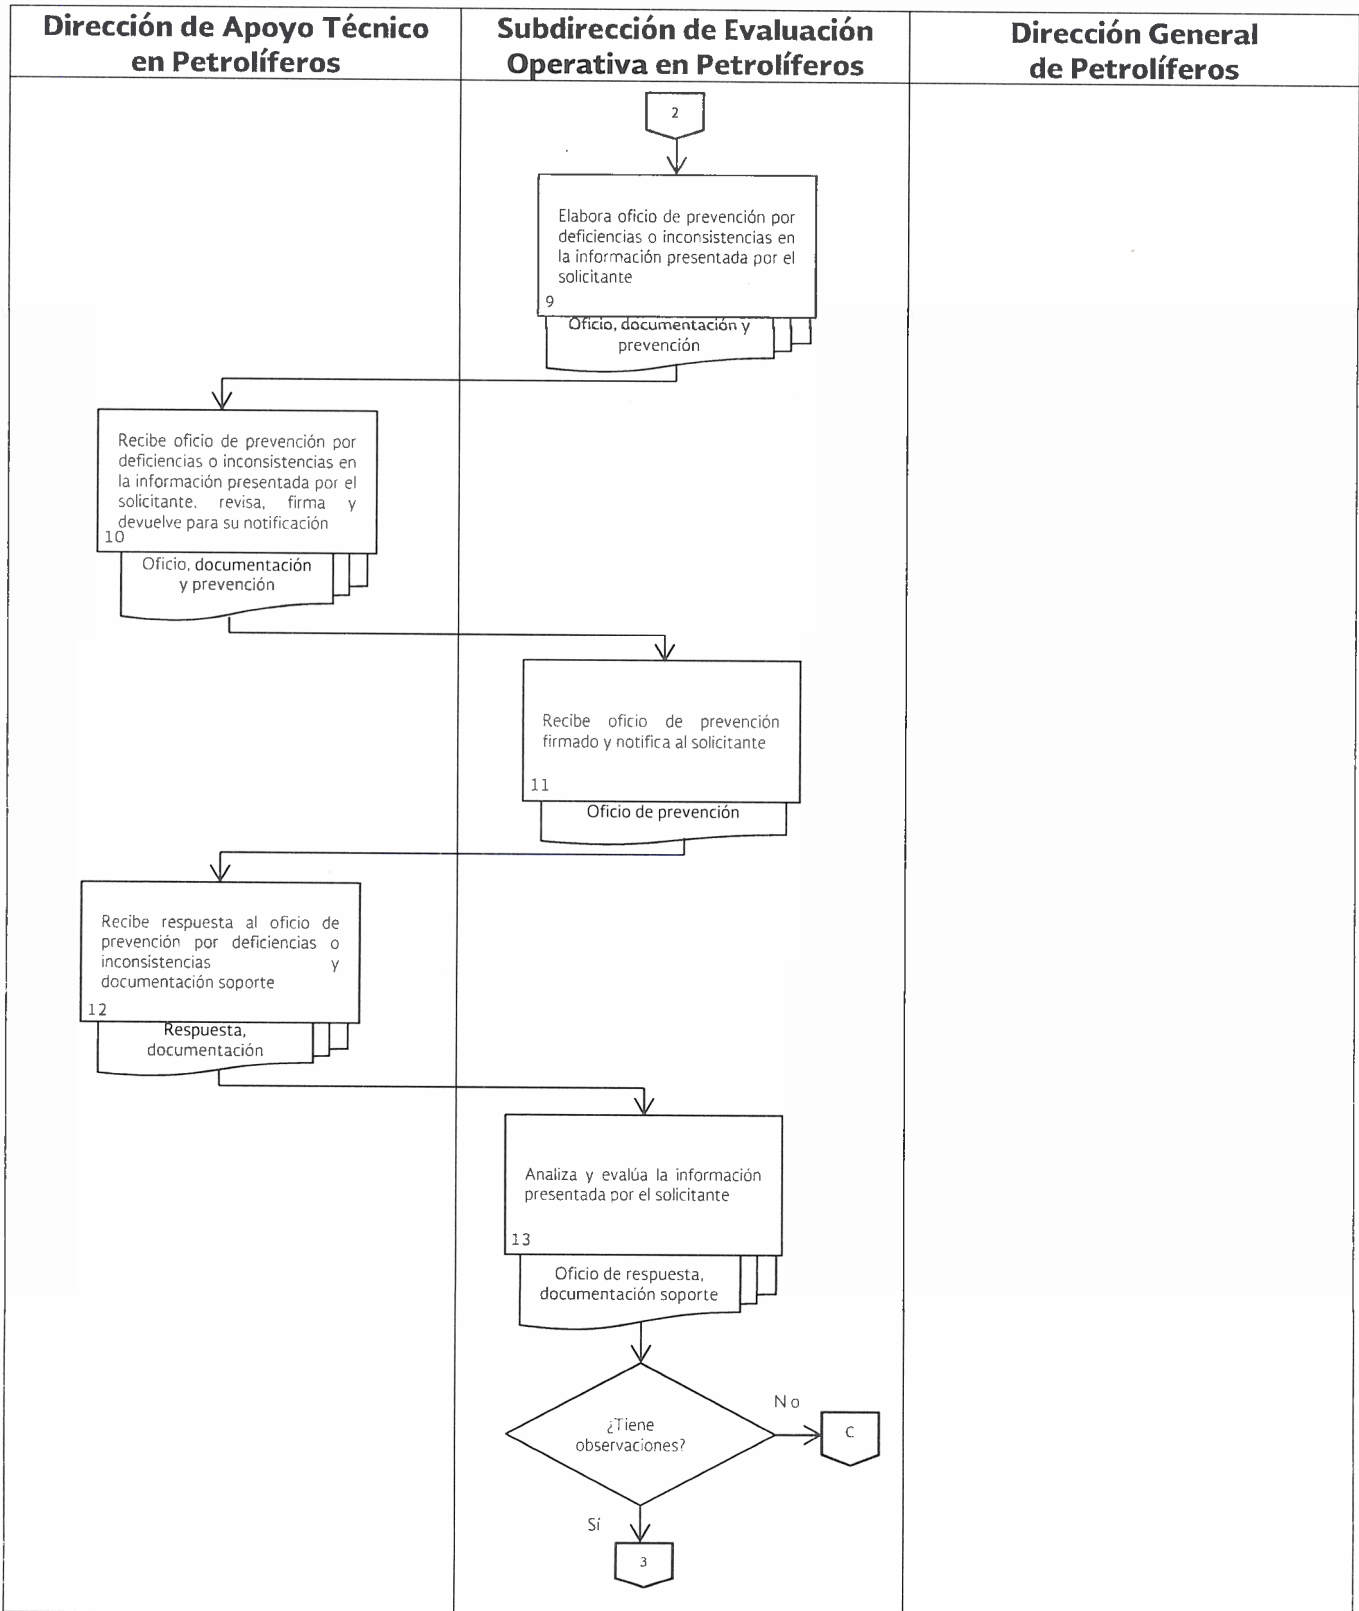 Dirección de Apoyo Técnico
en Petrolíferos
Subdirección de Evaluación
Operativa en Petrolíferos
Dirección General
de Petrolíferos
2
Elabora oficio de prevención por
deficiencias o inconsistencias en
la información presentada por el
solicitante
9
Oficio, documentación y
prevención
Recibe oficio de prevención por
deficiencias o inconsistencias en
la información presentada por el
solicitante, revisa, firma y
devuelve para su notificación
10
Oficio, documentación
y prevención
Recibe oficio de prevención
firmado y notifica al solicitante
11
Oficio de prevención
Recibe respuesta al oficio de
prevención por deficiencias o
inconsistencias y
documentación soporte
12
Respuesta,
documentación
Analiza y evalúa la información
presentada por el solicitante
13
Oficio de respuesta,
documentación soporte
¿Tiene
observaciones?
No
C
Sí
3